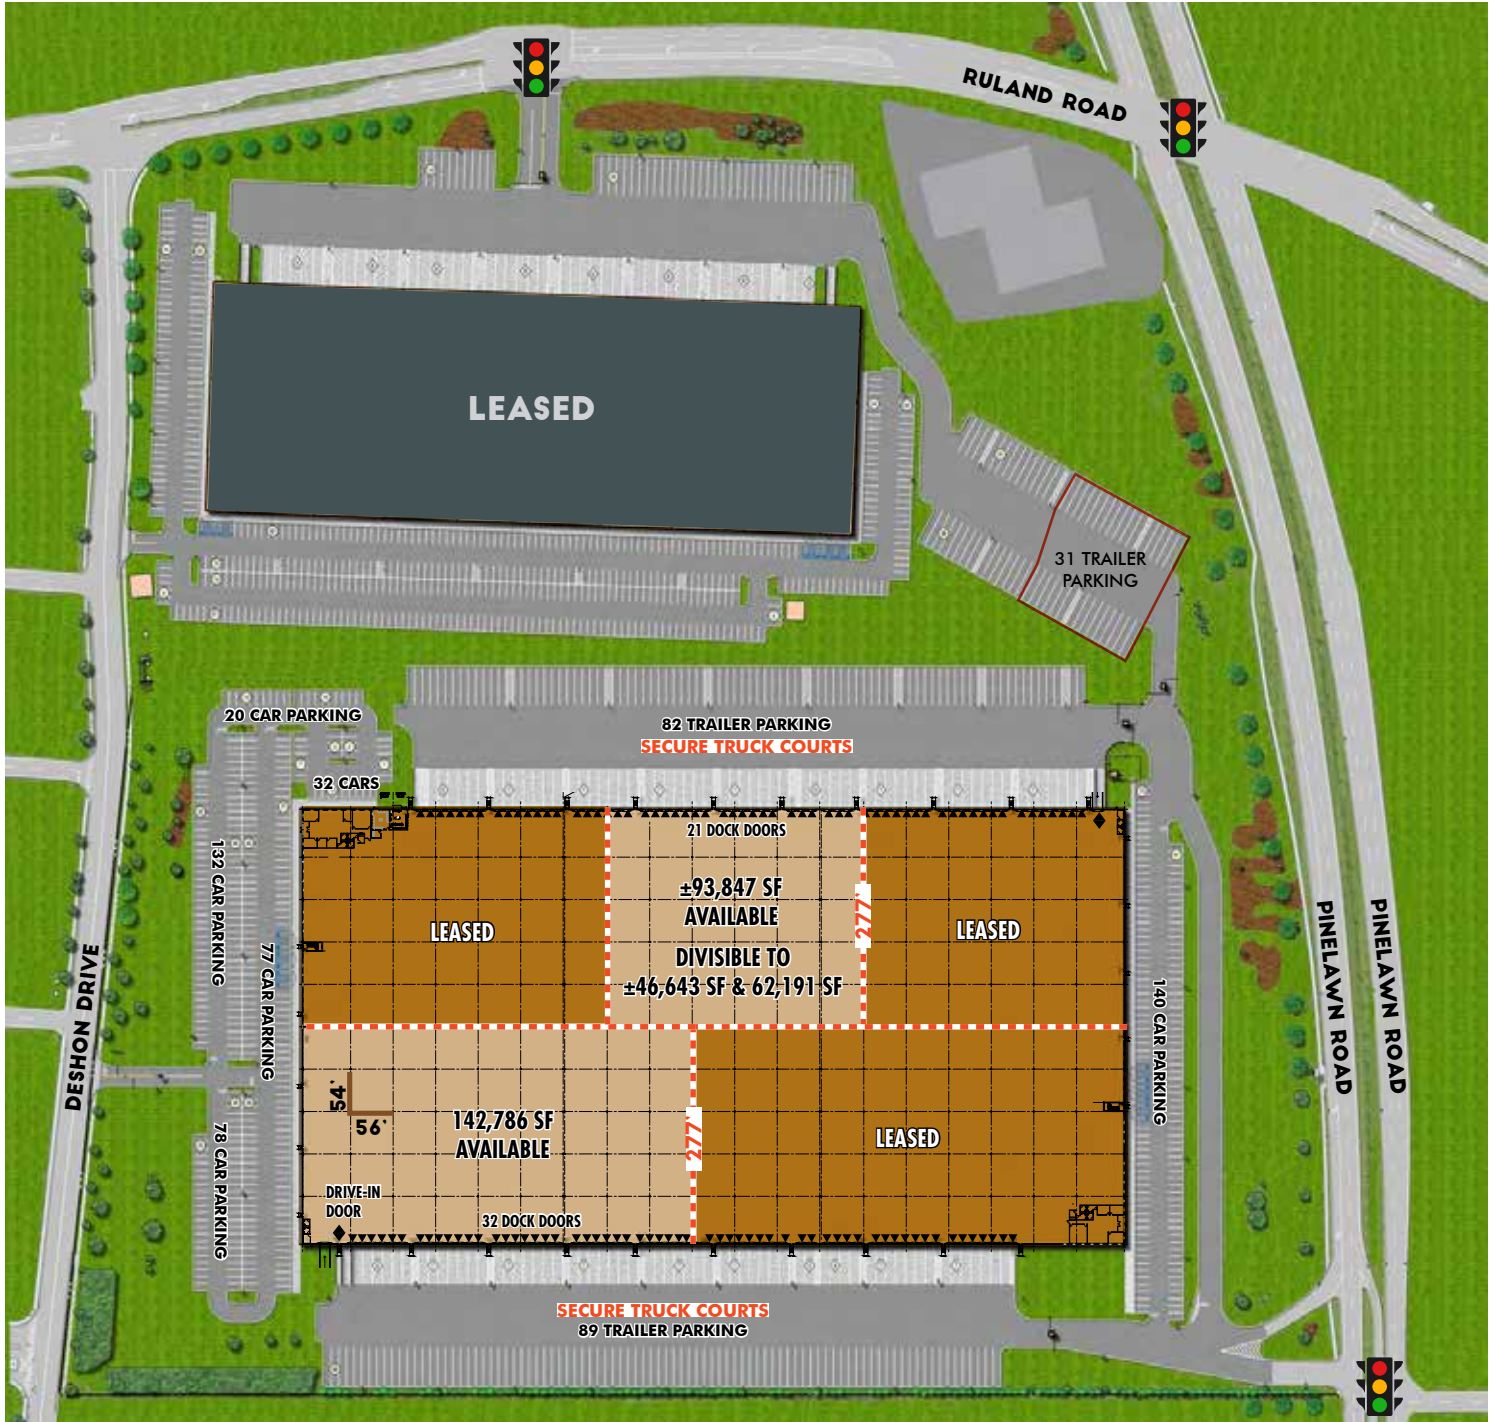 RULAND ROAD
LEASED
31 TRAILER
PARKING
20 CAR PARKING
82 TRAILER PARKING
SECURE TRUCK COURTS
32 CARS
21 DOCK DOORS
132 CAR PARKING
77 CAR PARKING
LEASED
±93,847 SF
AVAILABLE
DIVISIBLE TO
±46,643 SF & 62,191 SF
277'
LEASED
140 CAR PARKING
PINELAWN ROAD
PINELAWN ROAD
DESHON DRIVE
54'
56'
142,786 SF
AVAILABLE
277'
LEASED
78 CAR PARKING
DRIVE-IN
DOOR
32 DOCK DOORS
SECURE TRUCK COURTS
89 TRAILER PARKING